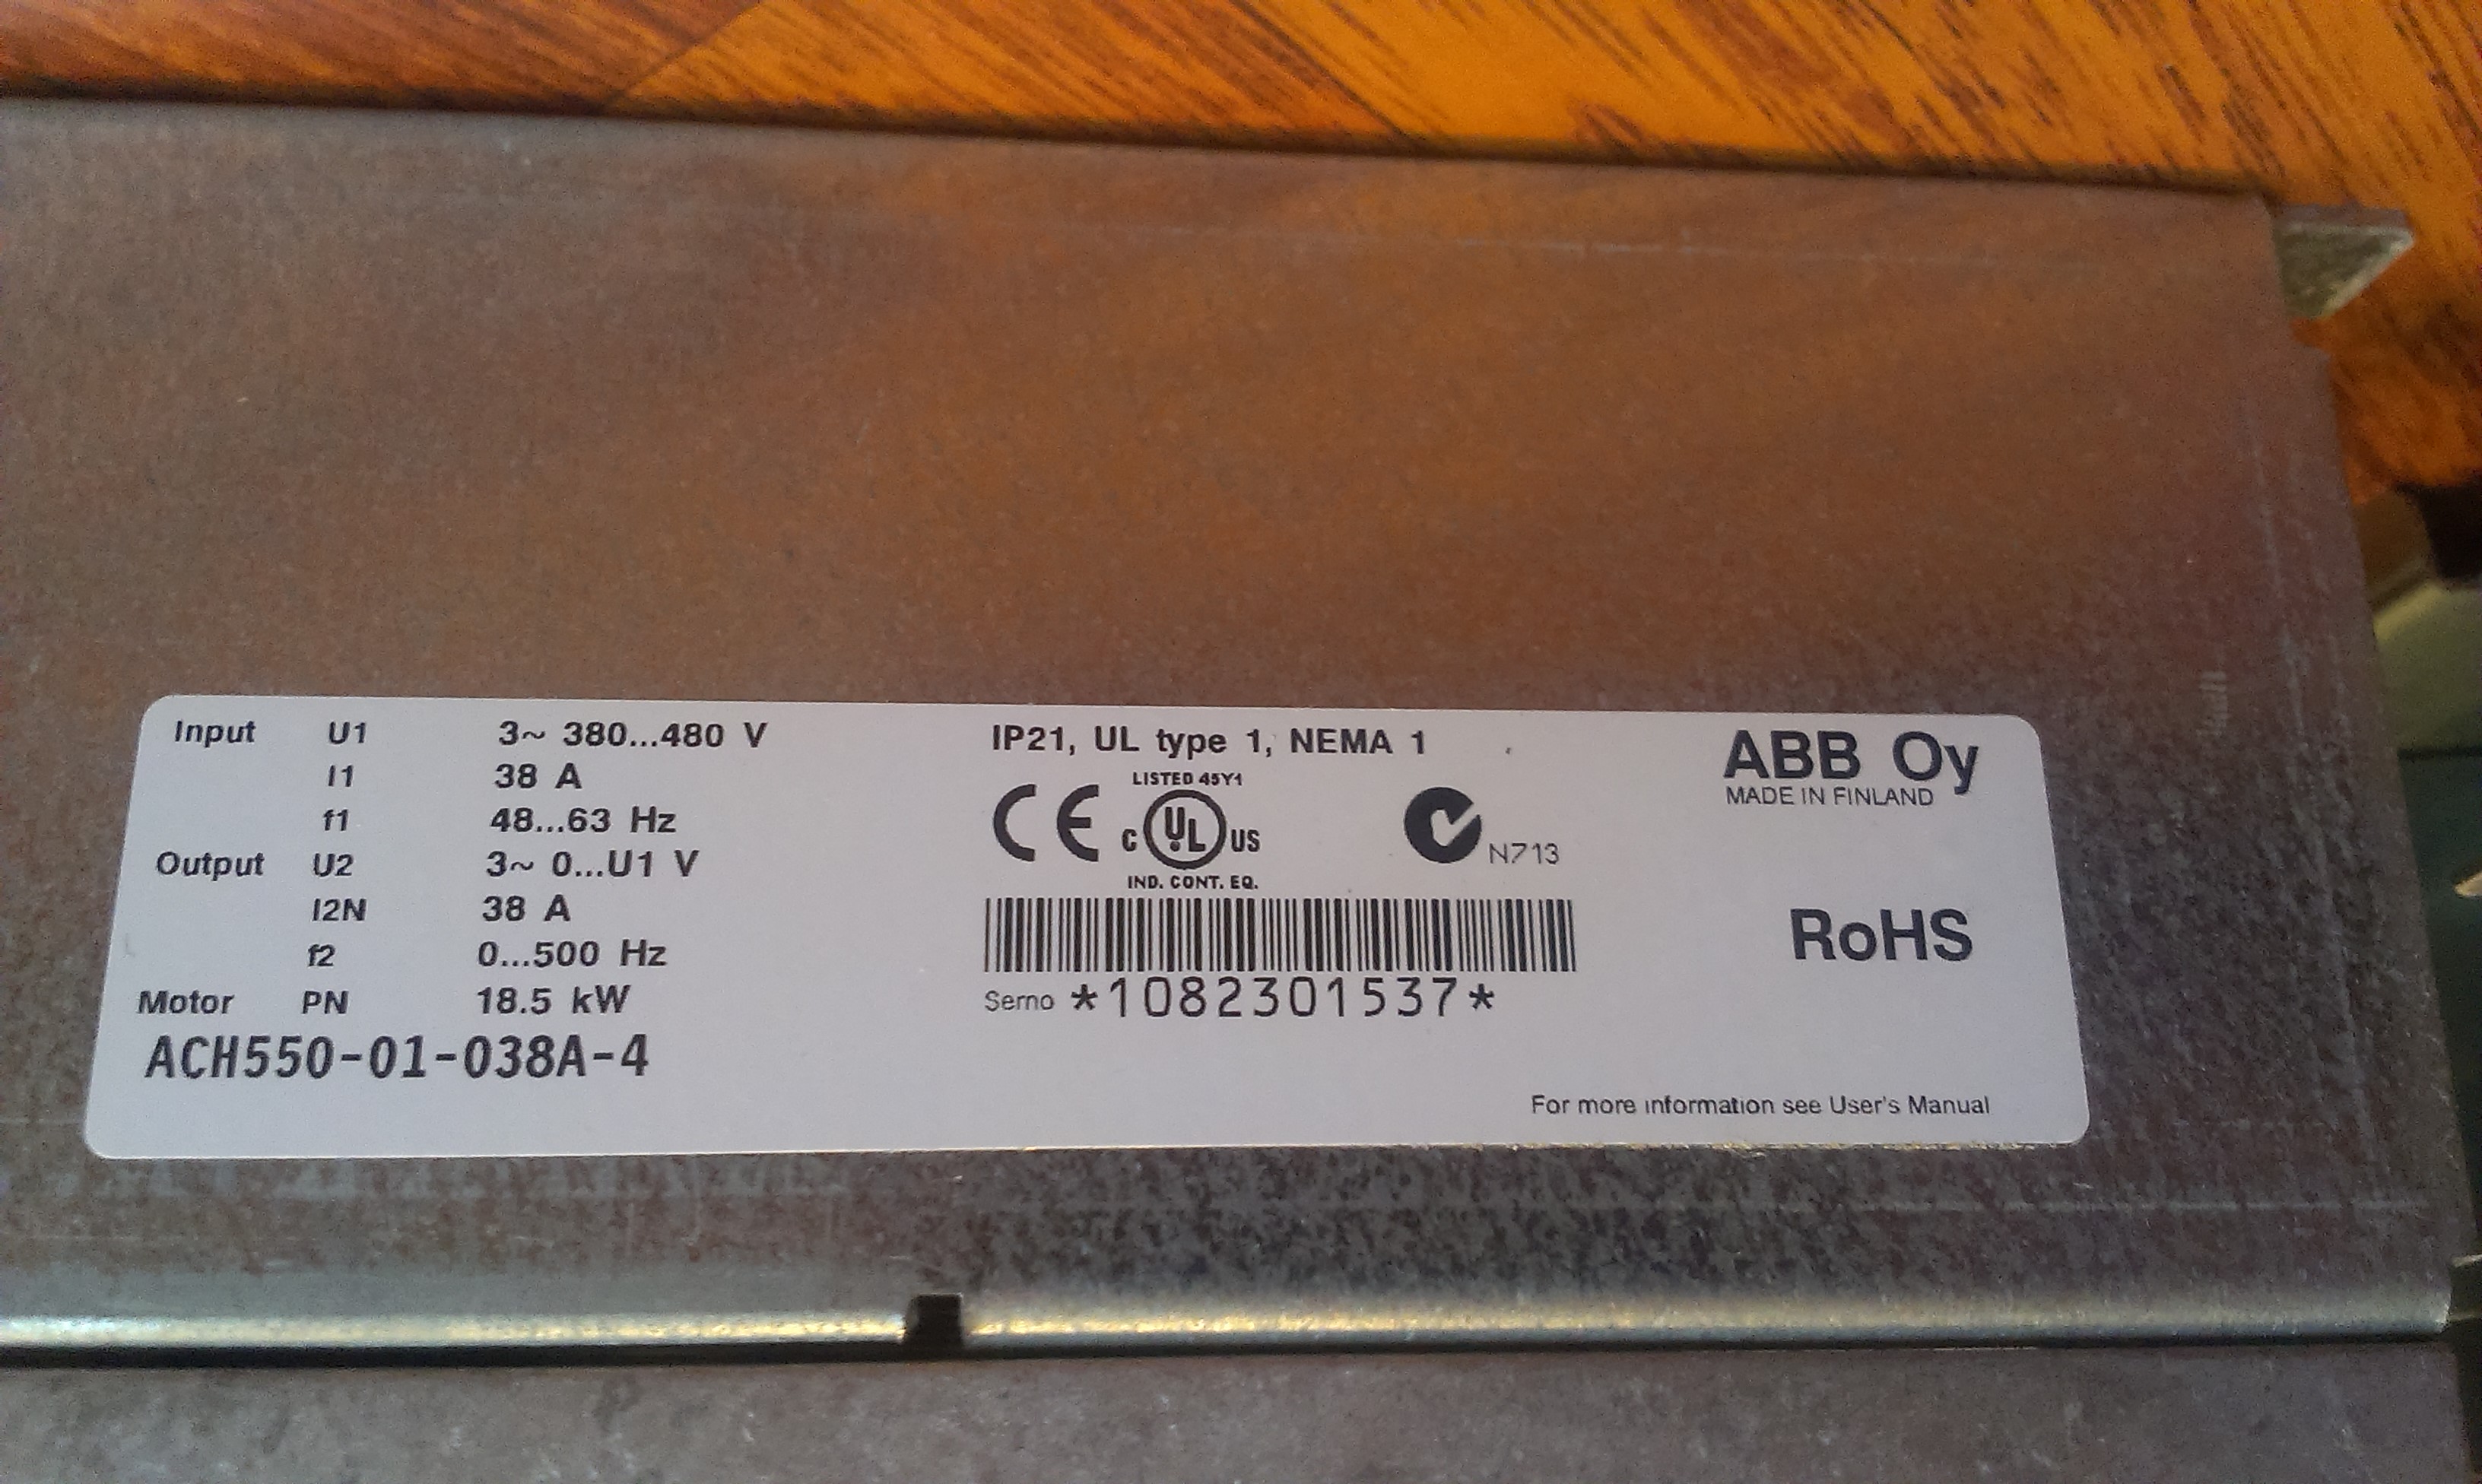 Input U1 3~ 380...480 V
I1 38 A
f1 48...63 Hz
Output U2 3~ 0...U1 V
I2N 38 A
f2 0...500 Hz
Motor PN 18.5 kW
ACH550-01-038A-4
IP21, UL type 1, NEMA 1
LISTED 45Y1
CE C UL US
IND. CONT. EQ.
N713
Serno *1082301537*
ABB Oy
MADE IN FINLAND
RoHS
For more information see User's Manual